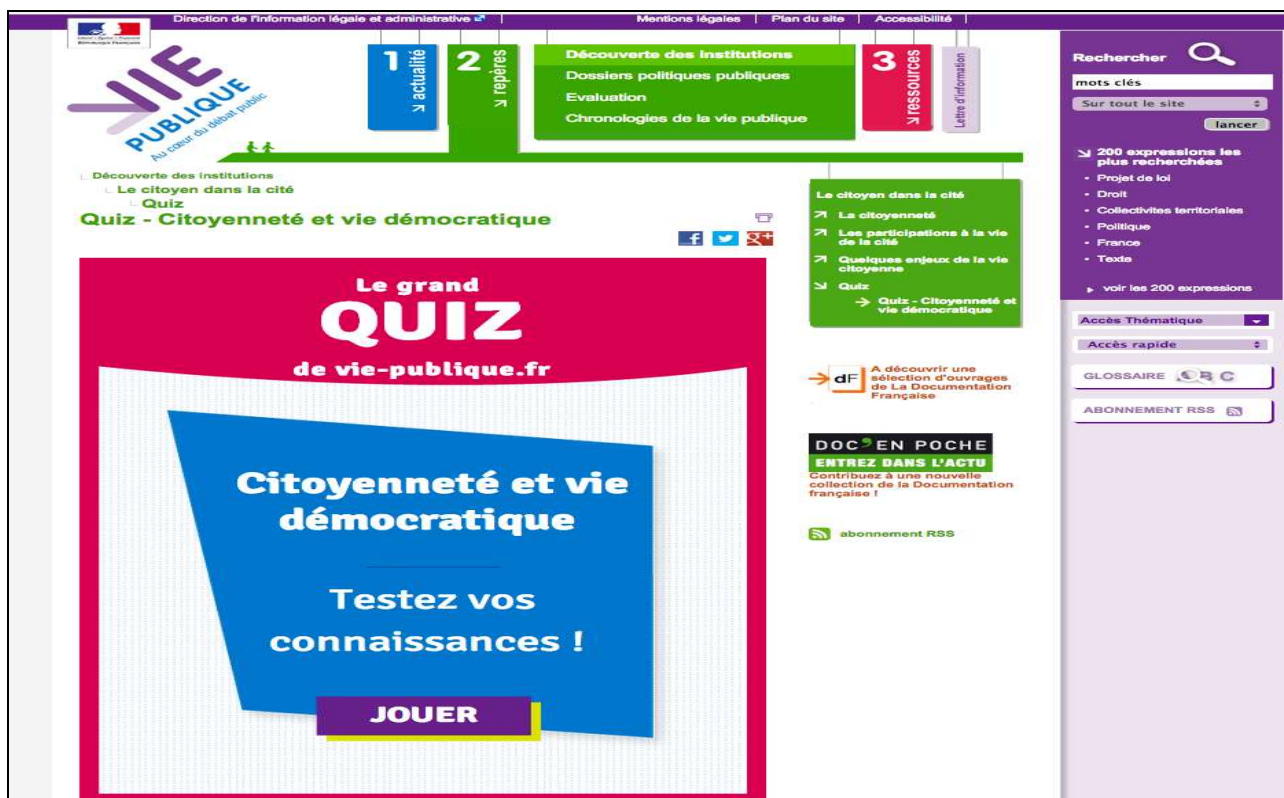 Direction de l'information légale et administrative
Mentions légales | Plan du site | Accessibilité |
RÉPUBLIQUE FRANÇAISE
VIE
PUBLIQUE
Au cœur du débat public
1 actualité
2 repères
Découverte des institutions
Dossiers politiques publiques
Evaluation
Chronologies de la vie publique
3 ressources
Lettre d'information
Découverte des institutions
Le citoyen dans la cité
Quiz
Quiz - Citoyenneté et vie démocratique
Le grand
QUIZ
de vie-publique.fr
Citoyenneté et vie
démocratique
Testez vos
connaissances !
JOUER
Le citoyen dans la cité
La citoyenneté
Les participations à la vie
de la cité
Quelques enjeux de la vie
citoyenne
Quiz
Quiz - Citoyenneté et
vie démocratique
dF
A découvrir une
sélection d'ouvrages
de La Documentation
Française
DOC'EN POCHE
ENTREZ DANS L'ACTU
Contribuez à une nouvelle
collection de la Documentation
française !
abonnement RSS
Rechercher
mots clés
Sur tout le site
lancer
200 expressions les
plus recherchées
Projet de loi
Droit
Collectivites territoriales
Politique
France
Texte
voir les 200 expressions
Accès Thématique
Accès rapide
GLOSSAIRE ABC
ABONNEMENT RSS